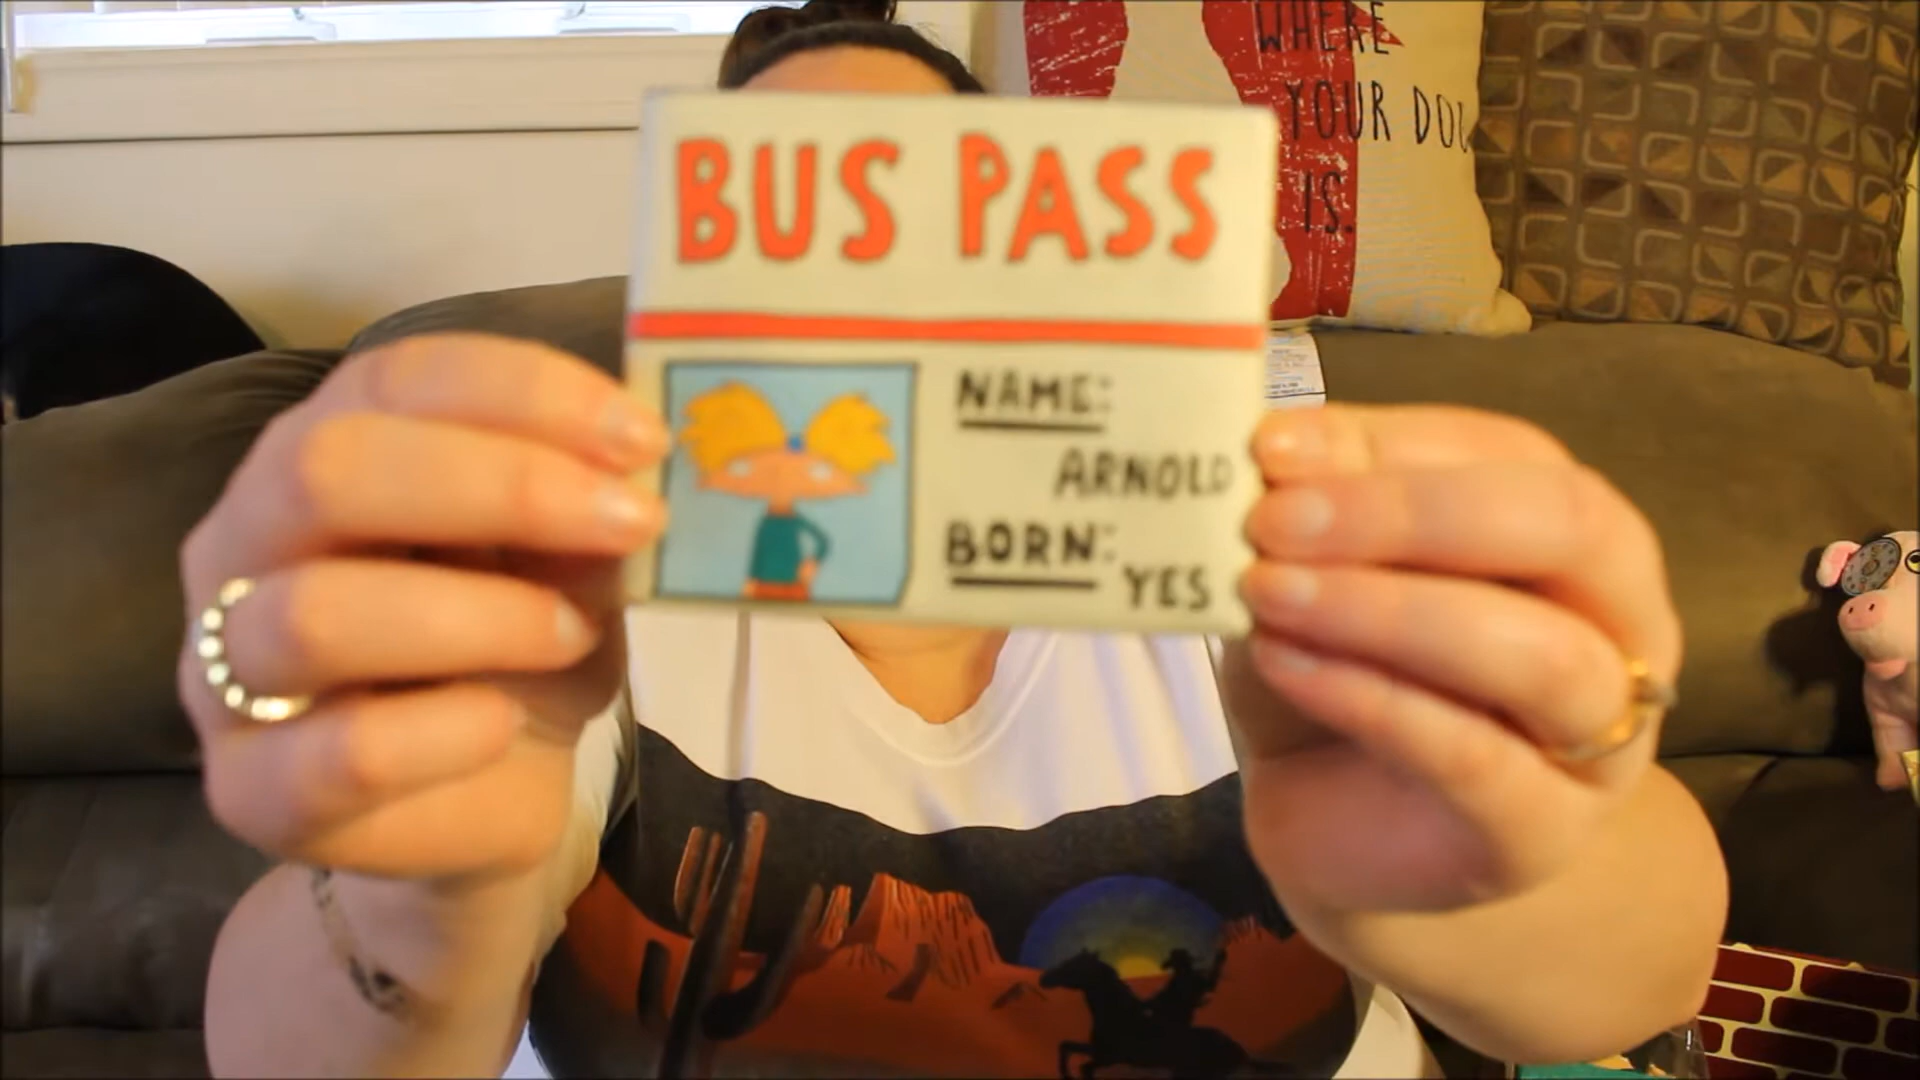 BUS PASS
NAME:
ARNOLD
BORN:
YES
WHERE
YOUR DO
IS.